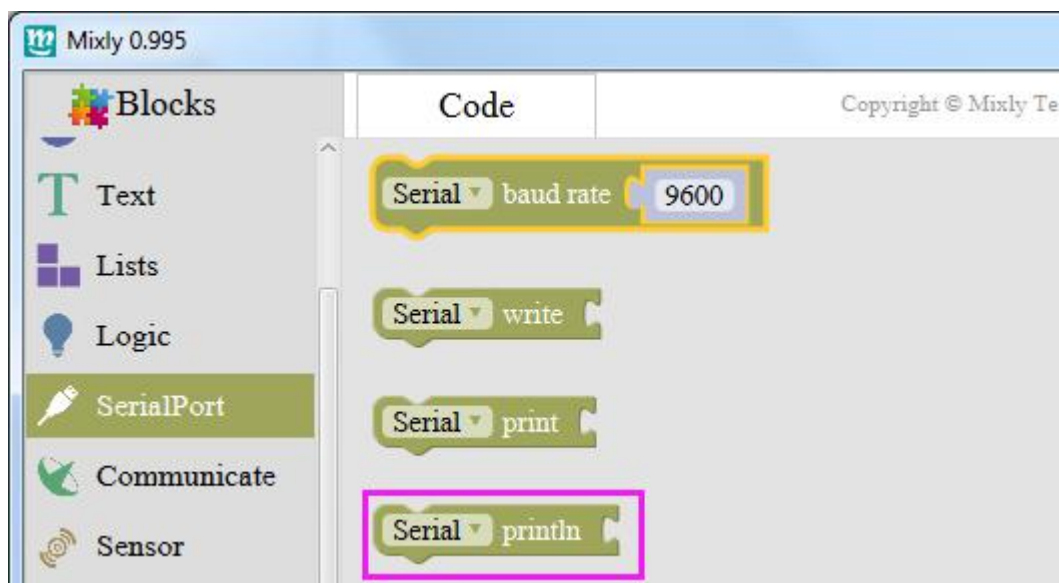 Mixly 0.995
Blocks
Code
Copyright © Mixly Te
Text
Lists
Logic
SerialPort
Communicate
Sensor
Serial baud rate 9600
Serial write
Serial print
Serial println